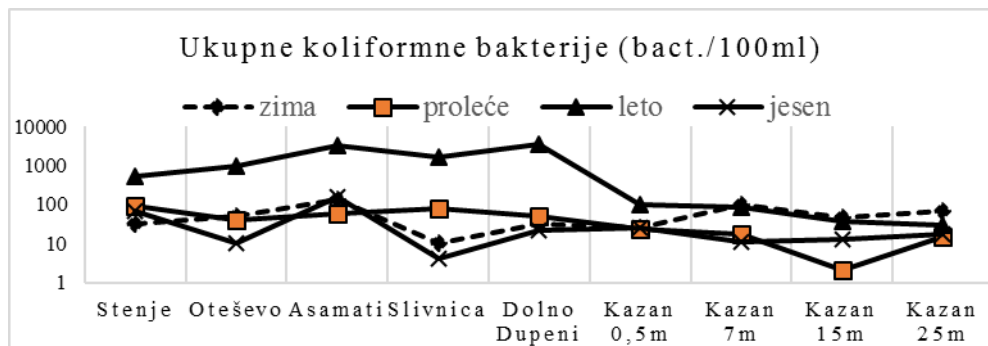 Ukupne koliformne bakterije (bact./100ml)
zima proleće leto jesen
10000
1000
100
10
1
Stenje Oteševo Asamati Slivnica Dolno Dupeni Kazan 0,5m Kazan 7m Kazan 15m Kazan 25m